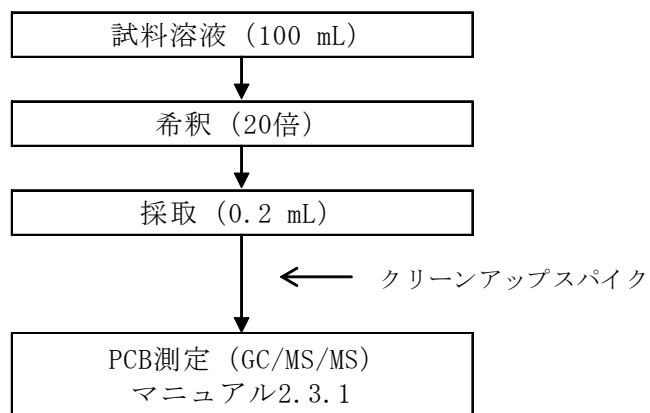 試料溶液 (100 mL)
希釈 (20倍)
採取 (0.2 mL)
クリーンアップスパイク
PCB測定 (GC/MS/MS)
マニュアル2.3.1